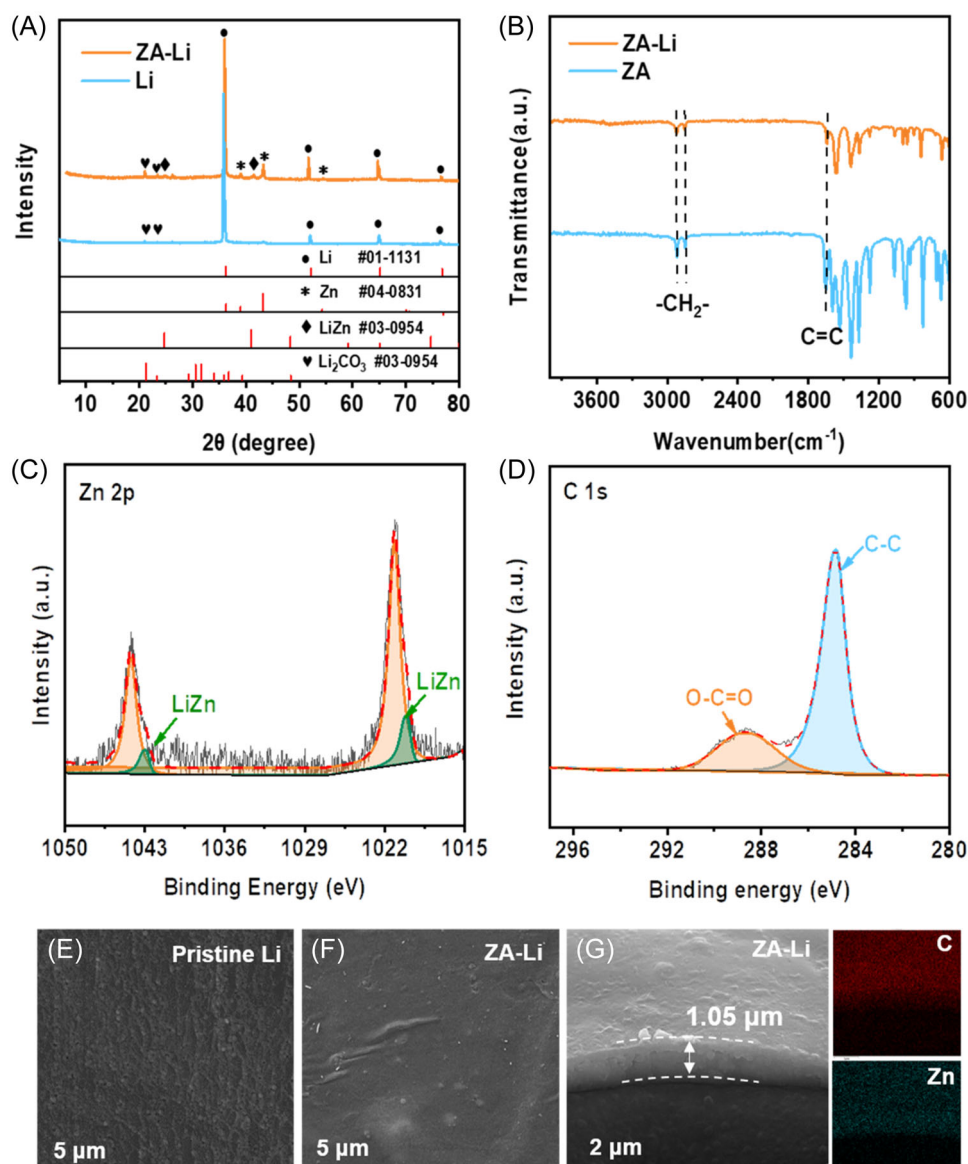 (A)
ZA-Li
Li
Intensity
● Li #01-1131
* Zn #04-0831
♦ LiZn #03-0954
♥ Li₂CO₃ #03-0954
10 20 30 40 50 60 70 80
2θ (degree)
(B)
ZA-Li
ZA
Transmittance(a.u.)
-CH₂-
C=C
3600 3000 2400 1800 1200 600
Wavenumber(cm⁻¹)
(C)
Zn 2p
Intensity (a.u.)
LiZn
LiZn
1050 1043 1036 1029 1022 1015
Binding Energy (eV)
(D)
C 1s
Intensity (a.u.)
C-C
O-C=O
296 292 288 284 280
Binding energy (eV)
(E)
Pristine Li
5 µm
(F)
ZA-Li
5 µm
(G)
ZA-Li
1.05 µm
2 µm
C
Zn